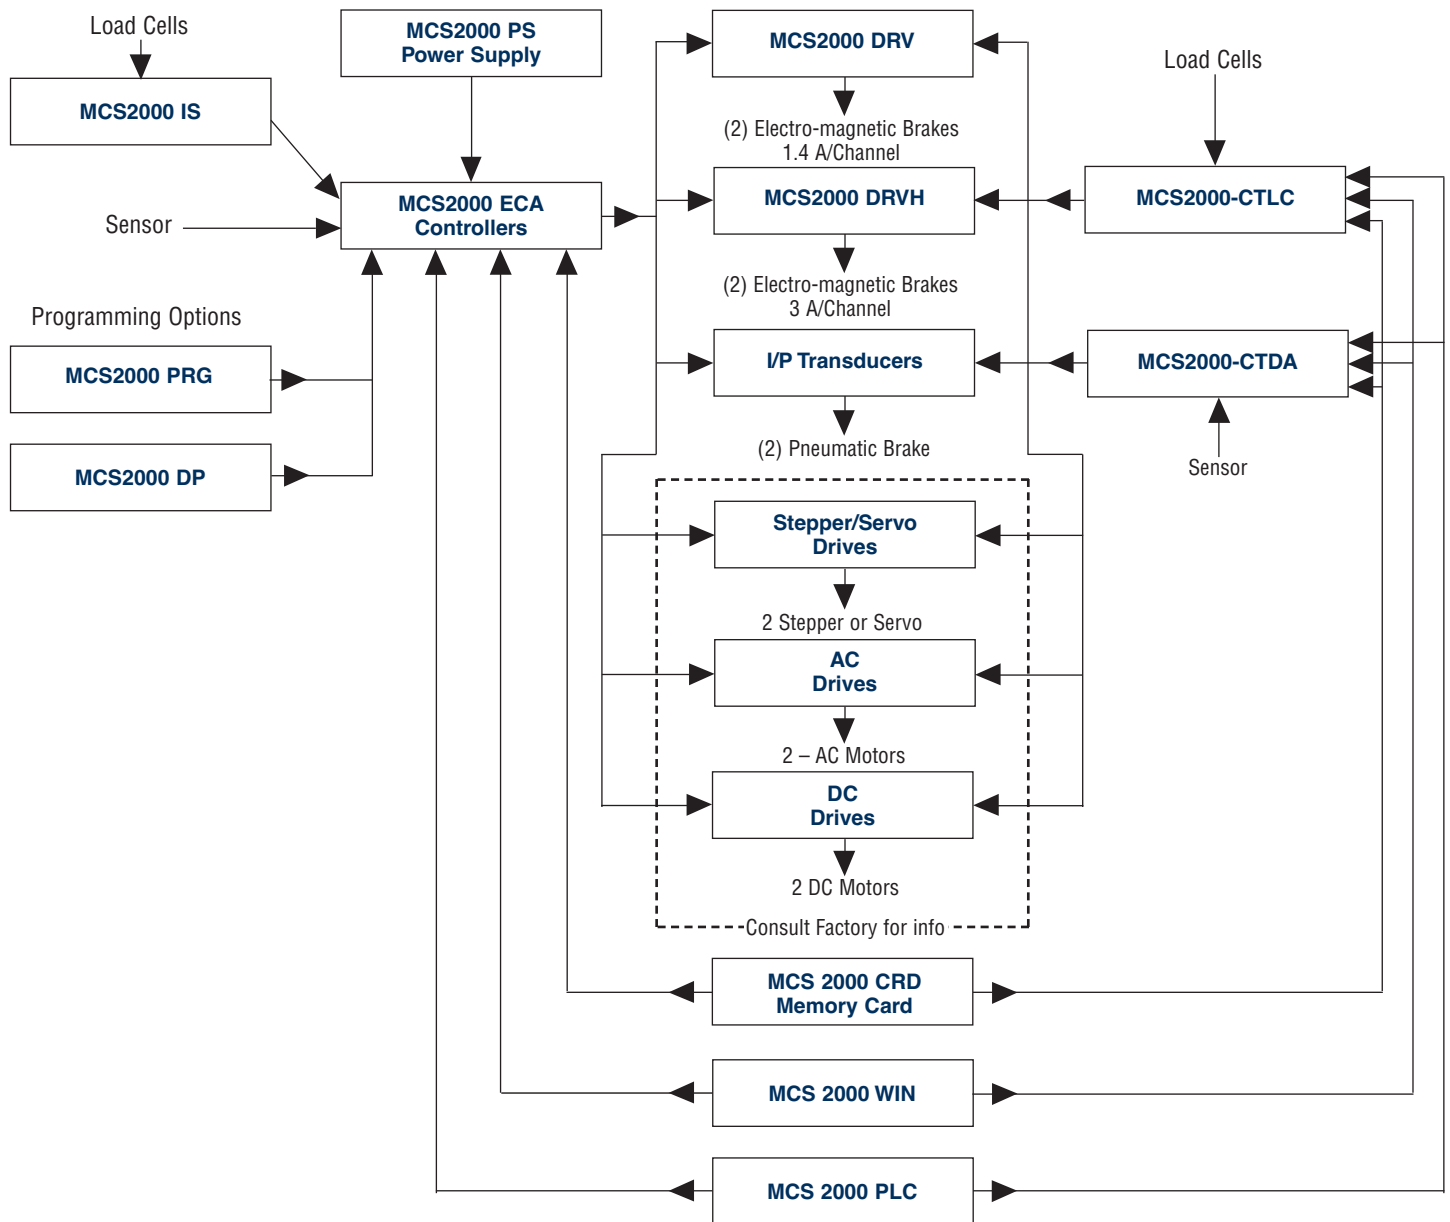 Load Cells
MCS2000 IS
Sensor
Programming Options
MCS2000 PRG
MCS2000 DP
MCS2000 PS
Power Supply
MCS2000 ECA
Controllers
MCS2000 DRV
(2) Electro-magnetic Brakes
1.4 A/Channel
MCS2000 DRVH
(2) Electro-magnetic Brakes
3 A/Channel
I/P Transducers
(2) Pneumatic Brake
Stepper/Servo
Drives
2 Stepper or Servo
AC
Drives
2 – AC Motors
DC
Drives
2 DC Motors
Consult Factory for info
MCS 2000 CRD
Memory Card
MCS 2000 WIN
MCS 2000 PLC
Load Cells
MCS2000-CTLC
MCS2000-CTDA
Sensor